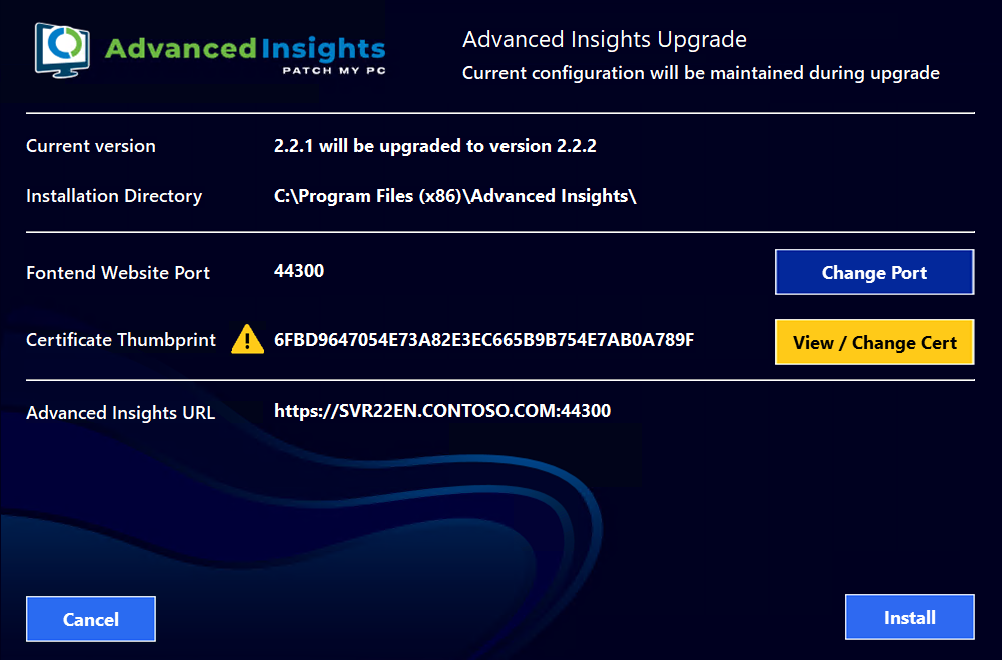 AdvancedInsights
PATCH MY PC
Advanced Insights Upgrade
Current configuration will be maintained during upgrade
Current version 2.2.1 will be upgraded to version 2.2.2
Installation Directory C:\Program Files (x86)\Advanced Insights\
Fontend Website Port 44300 Change Port
Certificate Thumbprint 6FBD9647054E73A82E3EC665B9B754E7AB0A789F View / Change Cert
Advanced Insights URL https://SVR22EN.CONTOSO.COM:44300
Cancel Install